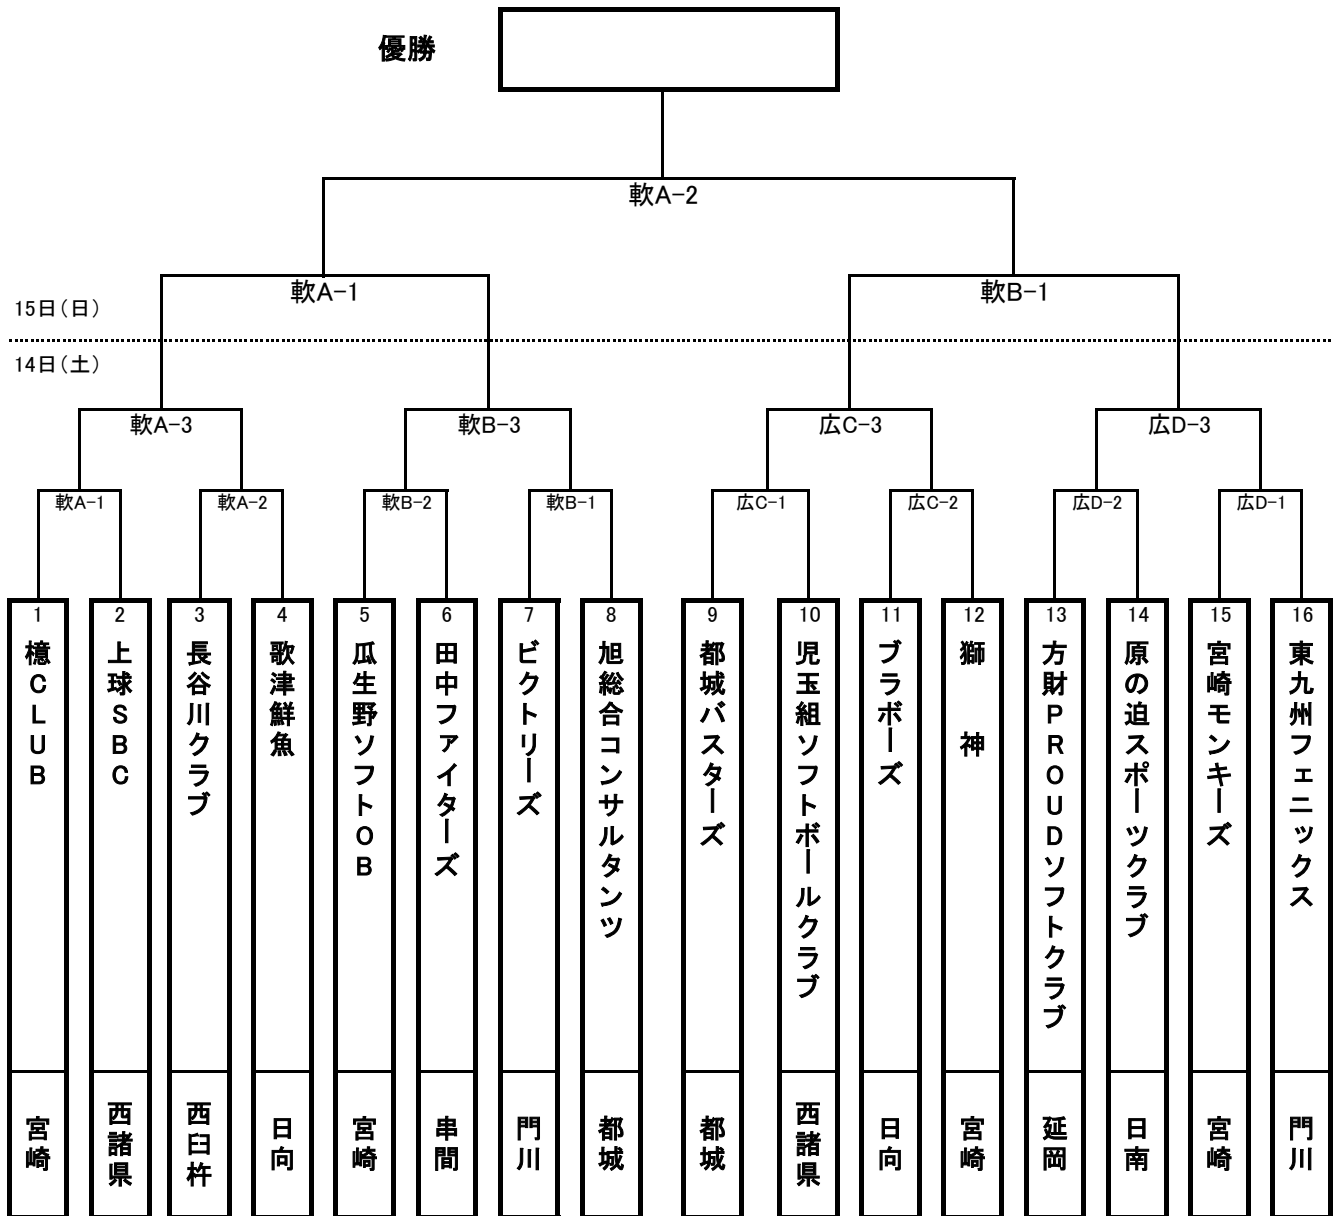 優勝
軟A-2
軟A-1
軟B-1
15日(日)
14日(土)
軟A-3
軟B-3
広C-3
広D-3
軟A-1
軟A-2
軟B-2
軟B-1
広C-1
広C-2
広D-2
広D-1
1
檍CLUB
宮崎
2
上球SBC
西諸県
3
長谷川クラブ
西臼杵
4
歌津鮮魚
日向
5
瓜生野ソフトOB
宮崎
6
田中ファイターズ
串間
7
ビクトリーズ
門川
8
旭総合コンサルタンツ
都城
9
都城バスターズ
都城
10
児玉組ソフトボールクラブ
西諸県
11
ブラボーズ
日向
12
獅神
宮崎
13
方財PROUDソフトクラブ
延岡
14
原の迫スポーツクラブ
日南
15
宮崎モンキーズ
宮崎
16
東九州フェニックス
門川